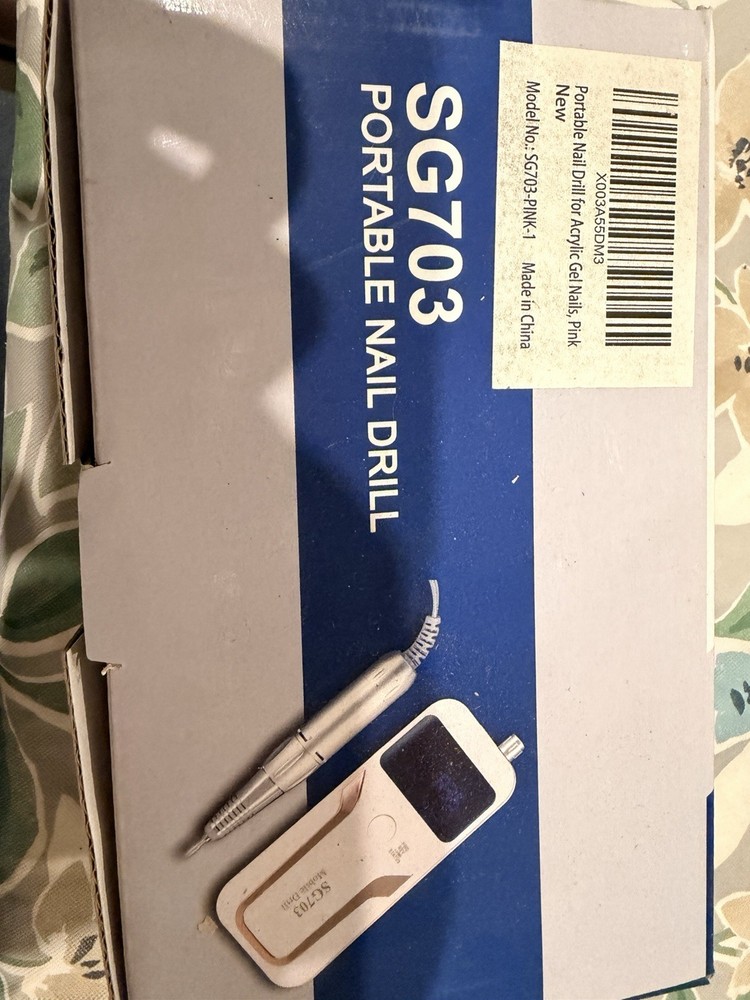 SG703
PORTABLE NAIL DRILL
X003A55DM3
Portable Nail Drill for Acrylic Gel Nails, Pink
New
Model No.: SG703-PINK-1 Made in China
SG703
Mobile Drill